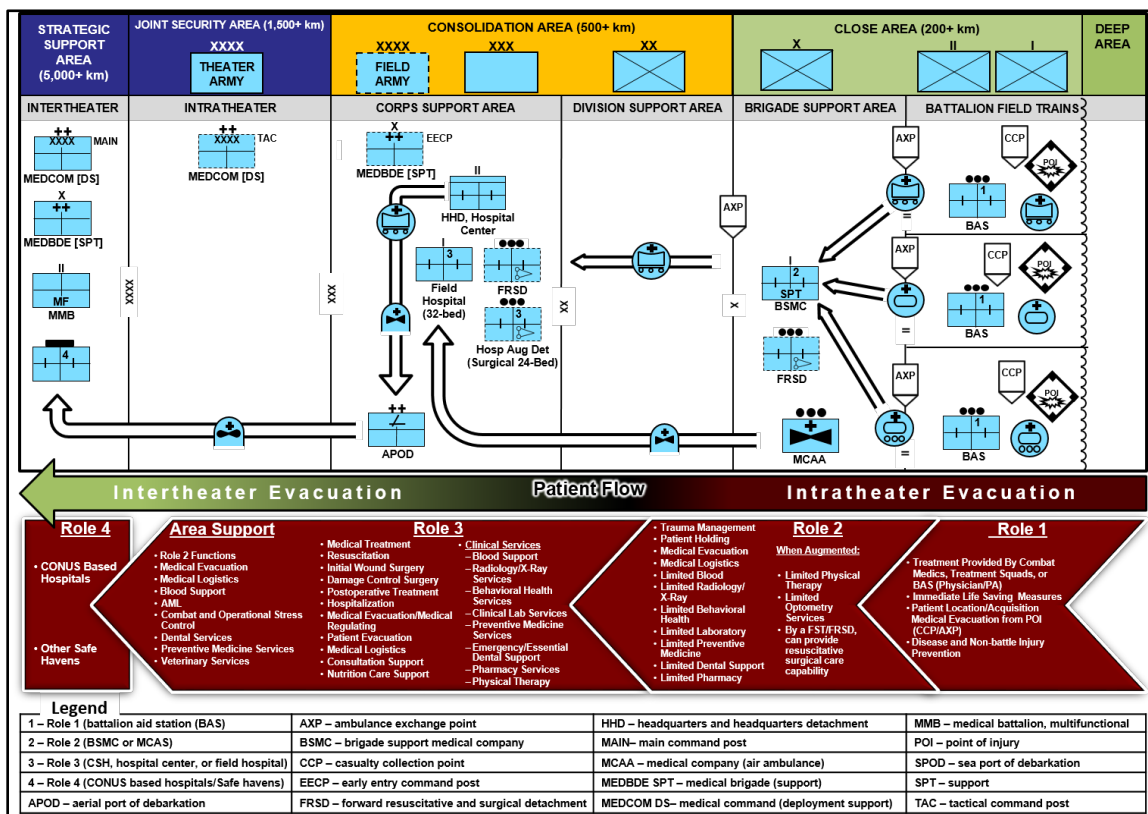 STRATEGIC
SUPPORT
AREA
(5,000+ km)
JOINT SECURITY AREA (1,500+ km)
XXXX
THEATER
ARMY
CONSOLIDATION AREA (500+ km)
XXXX
FIELD
ARMY
XXX
XX
CLOSE AREA (200+ km)
X
II
I
DEEP
AREA
INTERTHEATER
INTRATHEATER
CORPS SUPPORT AREA
DIVISION SUPPORT AREA
BRIGADE SUPPORT AREA
BATTALION FIELD TRAINS
++
XXXX
MAIN
MEDCOM [DS]
X
++
MEDBDE [SPT]
II
MF
MMB
4
XXXX
++
XXXX
TAC
MEDCOM [DS]
XXX
X
++
EECP
MEDBDE [SPT]
II
HHD, Hospital
Center
I
3
Field
Hospital
(32-bed)
FRSD
3
Hosp Aug Det
(Surgical 24-Bed)
++
APOD
XX
AXP
X
I
2
SPT
BSMC
FRSD
MCAA
AXP
=
CCP
POI
1
BAS
AXP
=
CCP
POI
1
BAS
AXP
=
CCP
POI
1
BAS
Intertheater Evacuation
Patient Flow
Intratheater Evacuation
Role 4
• CONUS Based
Hospitals
• Other Safe
Havens
Area Support
• Role 2 Functions
• Medical Evacuation
• Medical Logistics
• Blood Support
• AML
• Combat and Operational Stress
Control
• Dental Services
• Preventive Medicine Services
• Veterinary Services
Role 3
• Medical Treatment
• Resuscitation
• Initial Wound Surgery
• Damage Control Surgery
• Postoperative Treatment
• Hospitalization
• Medical Evacuation/Medical
Regulating
• Patient Evacuation
• Medical Logistics
• Consultation Support
• Nutrition Care Support
• Clinical Services
– Blood Support
– Radiology/X-Ray
Services
– Behavioral Health
Services
– Clinical Lab Services
– Preventive Medicine
Services
– Emergency/Essential
Dental Support
– Pharmacy Services
– Physical Therapy
• Trauma Management
• Patient Holding
• Medical Evacuation
• Medical Logistics
• Limited Blood
• Limited Radiology/
X-Ray
• Limited Behavioral
Health
• Limited Laboratory
• Limited Preventive
Medicine
• Limited Dental Support
• Limited Pharmacy
Role 2
When Augmented:
• Limited Physical
Therapy
• Limited
Optometry
Services
• By a FST/FRSD,
can provide
resuscitative
surgical care
capability
Role 1
• Treatment Provided By Combat
Medics, Treatment Squads, or
BAS (Physician/PA)
• Immediate Life Saving Measures
• Patient Location/Acquisition
Medical Evacuation from POI
(CCP/AXP)
• Disease and Non-battle Injury
Prevention
Legend
1 – Role 1 (battalion aid station (BAS)
AXP – ambulance exchange point
HHD – headquarters and headquarters detachment
MMB – medical battalion, multifunctional
2 – Role 2 (BSMC or MCAS)
BSMC – brigade support medical company
MAIN– main command post
POI – point of injury
3 – Role 3 (CSH, hospital center, or field hospital)
CCP – casualty collection point
MCAA – medical company (air ambulance)
SPOD – sea port of debarkation
4 – Role 4 (CONUS based hospitals/Safe havens)
EECP – early entry command post
MEDBDE SPT – medical brigade (support)
SPT – support
APOD – aerial port of debarkation
FRSD – forward resuscitative and surgical detachment
MEDCOM DS– medical command (deployment support)
TAC – tactical command post